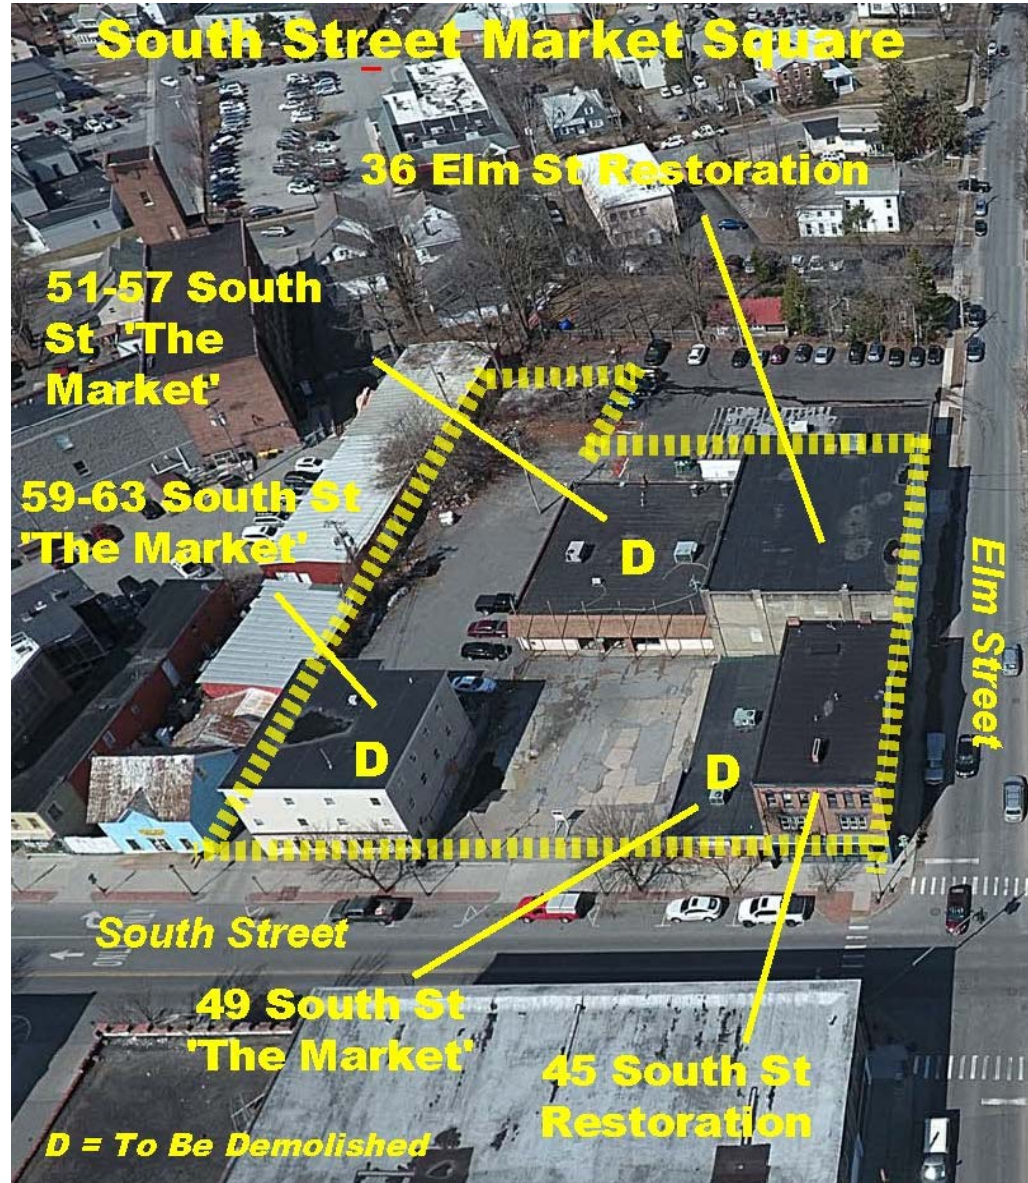 South Street Market Square
36 Elm St Restoration
51-57 South
St 'The
Market'
59-63 South St
'The Market'
D
D
D
Elm Street
South Street
ONLY
49 South St
'The Market'
45 South St
Restoration
D = To Be Demolished